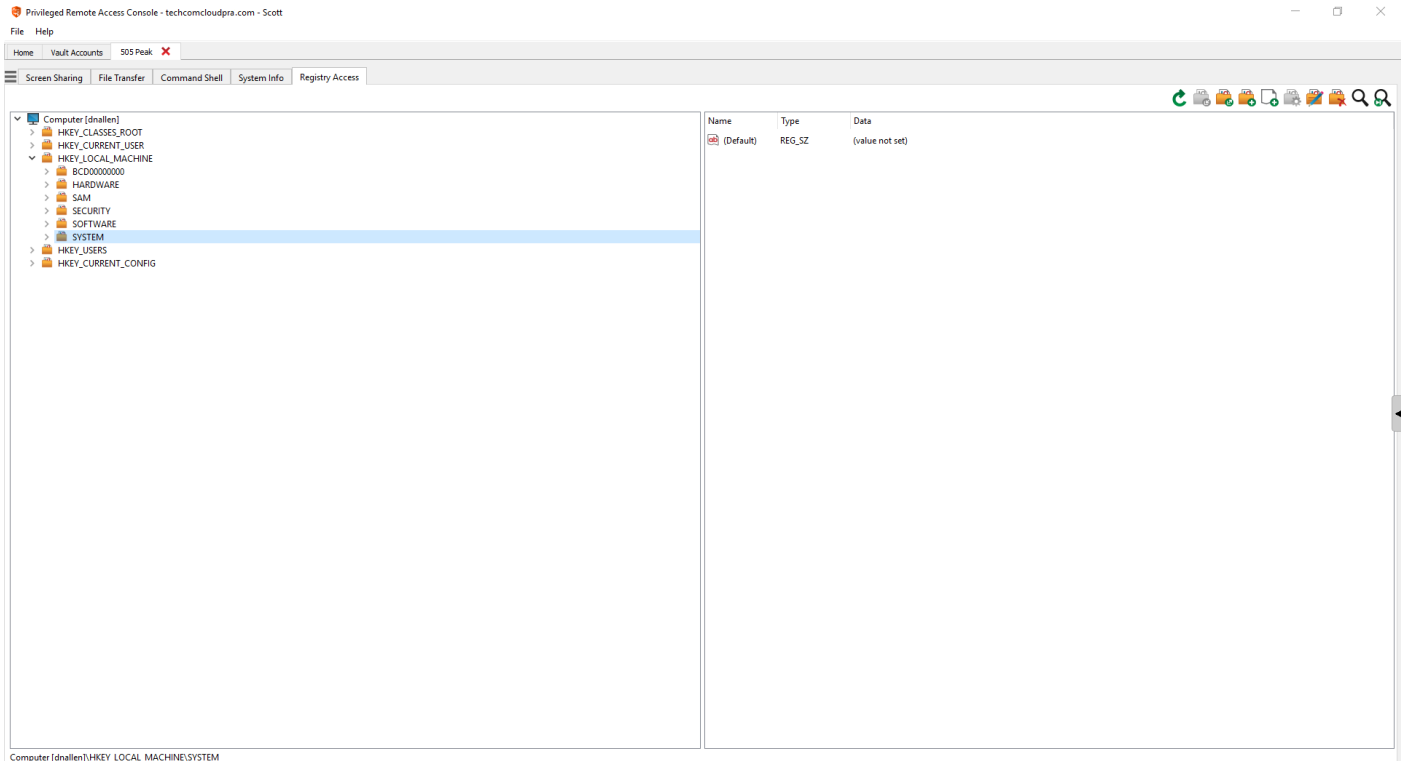 Privileged Remote Access Console - techcomcloudpra.com - Scott
File Help
Home Vault Accounts 505 Peak
Screen Sharing File Transfer Command Shell System Info Registry Access
Computer [dnallen]
HKEY_CLASSES_ROOT
HKEY_CURRENT_USER
HKEY_LOCAL_MACHINE
BCD00000000
HARDWARE
SAM
SECURITY
SOFTWARE
SYSTEM
HKEY_USERS
HKEY_CURRENT_CONFIG
Name Type Data
ab (Default) REG_SZ (value not set)
Computer [dnallen]\HKEY_LOCAL_MACHINE\SYSTEM